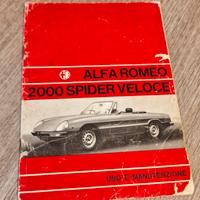 ALFA ROMEO
2000 SPIDER VELOCE
USO E MANUTENZIONE